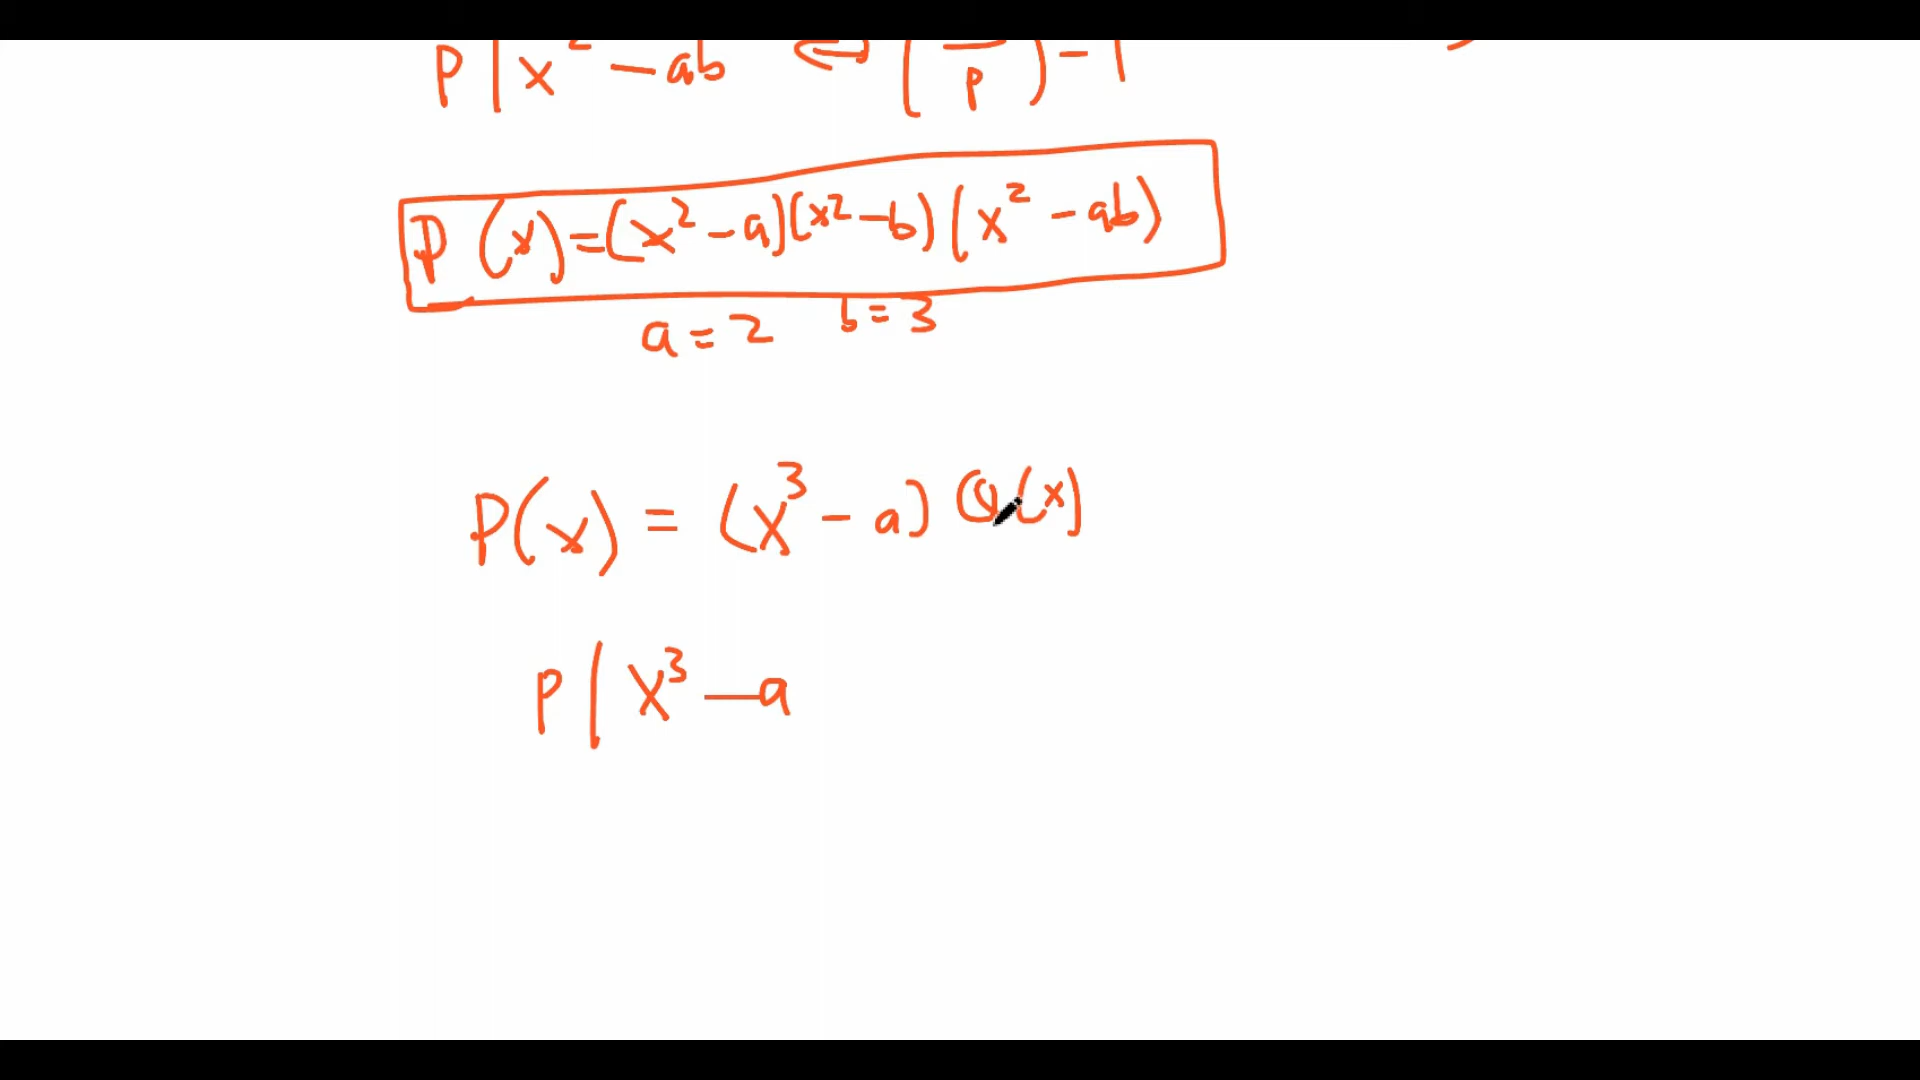 P | x² - ab ⟺ (—/p) = 1
P(x) = (x² - a)(x² - b)(x² - ab)
a = 2 b = 3
P(x) = (x³ - a) Q(x)
P | x³ - a